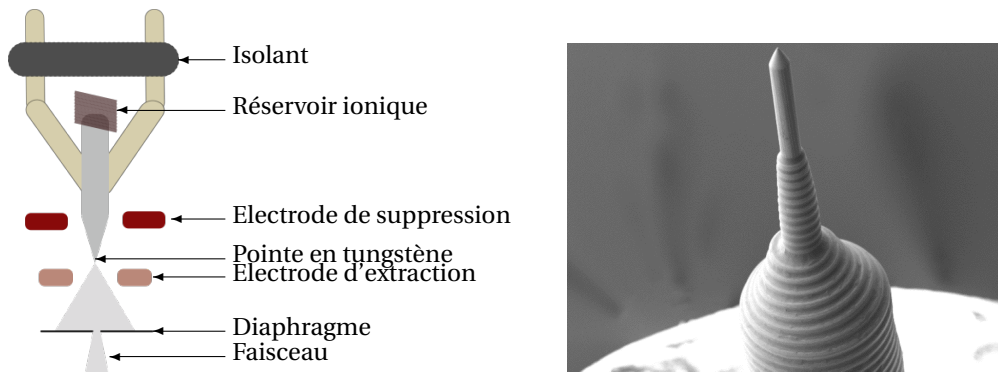 Isolant
Réservoir ionique
Electrode de suppression
Pointe en tungstène
Electrode d'extraction
Diaphragme
Faisceau